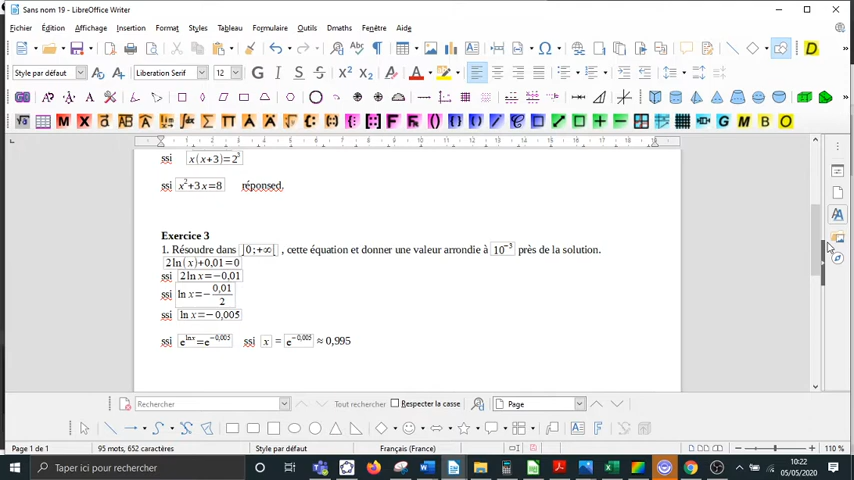 Sans nom 19 - LibreOffice Writer
Fichier Édition Affichage Insertion Format Styles Tableau Formulaire Outils Dmaths Fenêtre Aide
Style par défaut Liberation Serif 12
ssi x(x+3)=2³
ssi x²+3x=8 réponsed.
Exercice 3
1. Résoudre dans ]0;+∞[ , cette équation et donner une valeur arrondie à 10⁻³ près de la solution.
2ln(x)+0,01=0
ssi 2lnx=−0,01
ssi lnx=−0,01/2
ssi lnx=−0,005
ssi e^lnx=e^−0,005 ssi x = e^−0,005 ≈ 0,995
Rechercher Tout rechercher Respecter la casse Page
Page 1 de 1 95 mots, 652 caractères Style par défaut Français (France) 110 %
Taper ici pour rechercher 10:22
05/05/2020